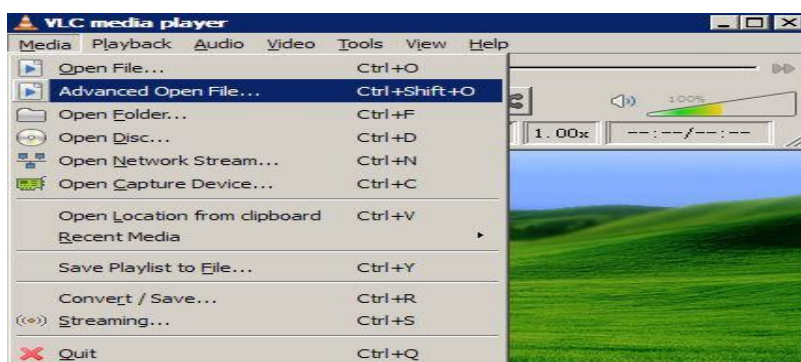 VLC media player
Media Playback Audio Video Tools View Help
Open File... Ctrl+O
Advanced Open File... Ctrl+Shift+O
Open Folder... Ctrl+F
Open Disc... Ctrl+D
Open Network Stream... Ctrl+N
Open Capture Device... Ctrl+C
Open Location from clipboard Ctrl+V
Recent Media
Save Playlist to File... Ctrl+Y
Convert / Save... Ctrl+R
Streaming... Ctrl+S
Quit Ctrl+Q
100%
1.00x --:--/--:--